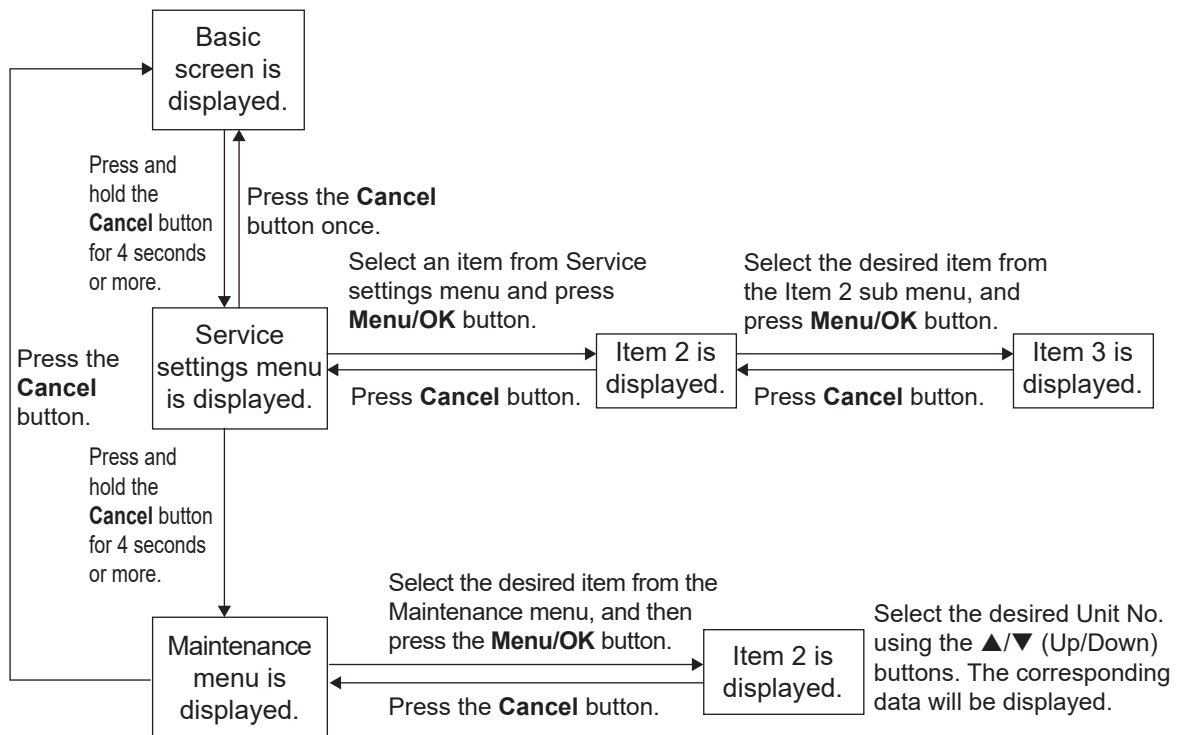 Basic
screen is
displayed.
Press and
hold the
Cancel button
for 4 seconds
or more.
Press the Cancel
button once.
Select an item from Service
settings menu and press
Menu/OK button.
Select the desired item from
the Item 2 sub menu, and
press Menu/OK button.
Service
settings menu
is displayed.
Item 2 is
displayed.
Item 3 is
displayed.
Press Cancel button.
Press Cancel button.
Press the
Cancel
button.
Press and
hold the
Cancel button
for 4 seconds
or more.
Select the desired item from the
Maintenance menu, and then
press the Menu/OK button.
Maintenance
menu is
displayed.
Item 2 is
displayed.
Press the Cancel button.
Select the desired Unit No.
using the ▲/▼ (Up/Down)
buttons. The corresponding
data will be displayed.